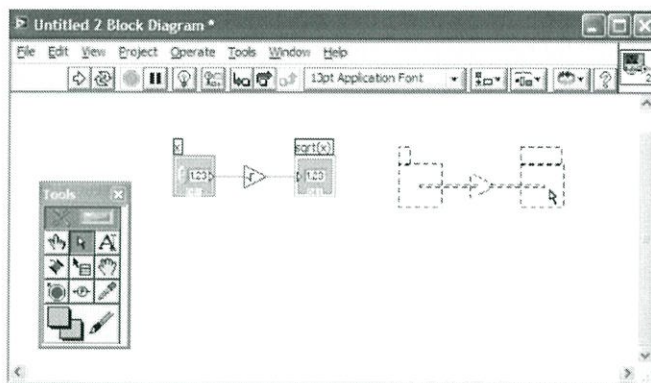 Untitled 2 Block Diagram *
File Edit View Project Operate Tools Window Help
13pt Application Font
2
x
sqrt(x)
1.23
1.23
Tools
A